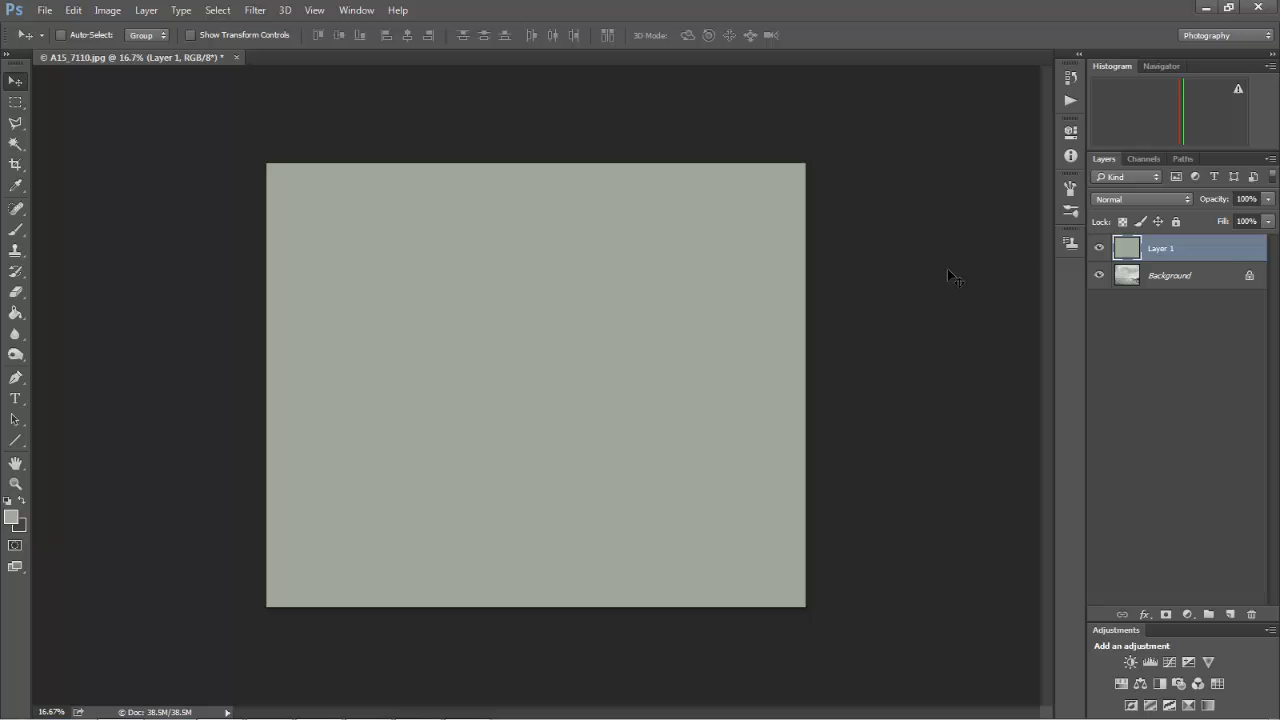 Ps File Edit Image Layer Type Select Filter 3D View Window Help
Auto-Select: Group Show Transform Controls 3D Mode: Photography
© A15_7110.jpg @ 16.7% (Layer 1, RGB/8*) * ×
Histogram Navigator
Layers Channels Paths
Kind
Normal Opacity: 100%
Lock: Fill: 100%
Layer 1
Background
T
fx
Adjustments
Add an adjustment
16.67% © Doc: 38.5M/38.5M